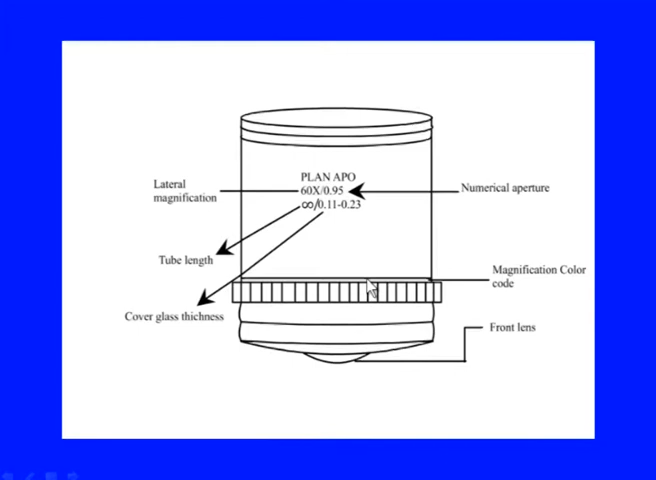 PLAN APO
Lateral
magnification
60X/0.95
Numerical aperture
∞/0.11-0.23
Tube length
Magnification Color
code
Cover glass thickness
Front lens